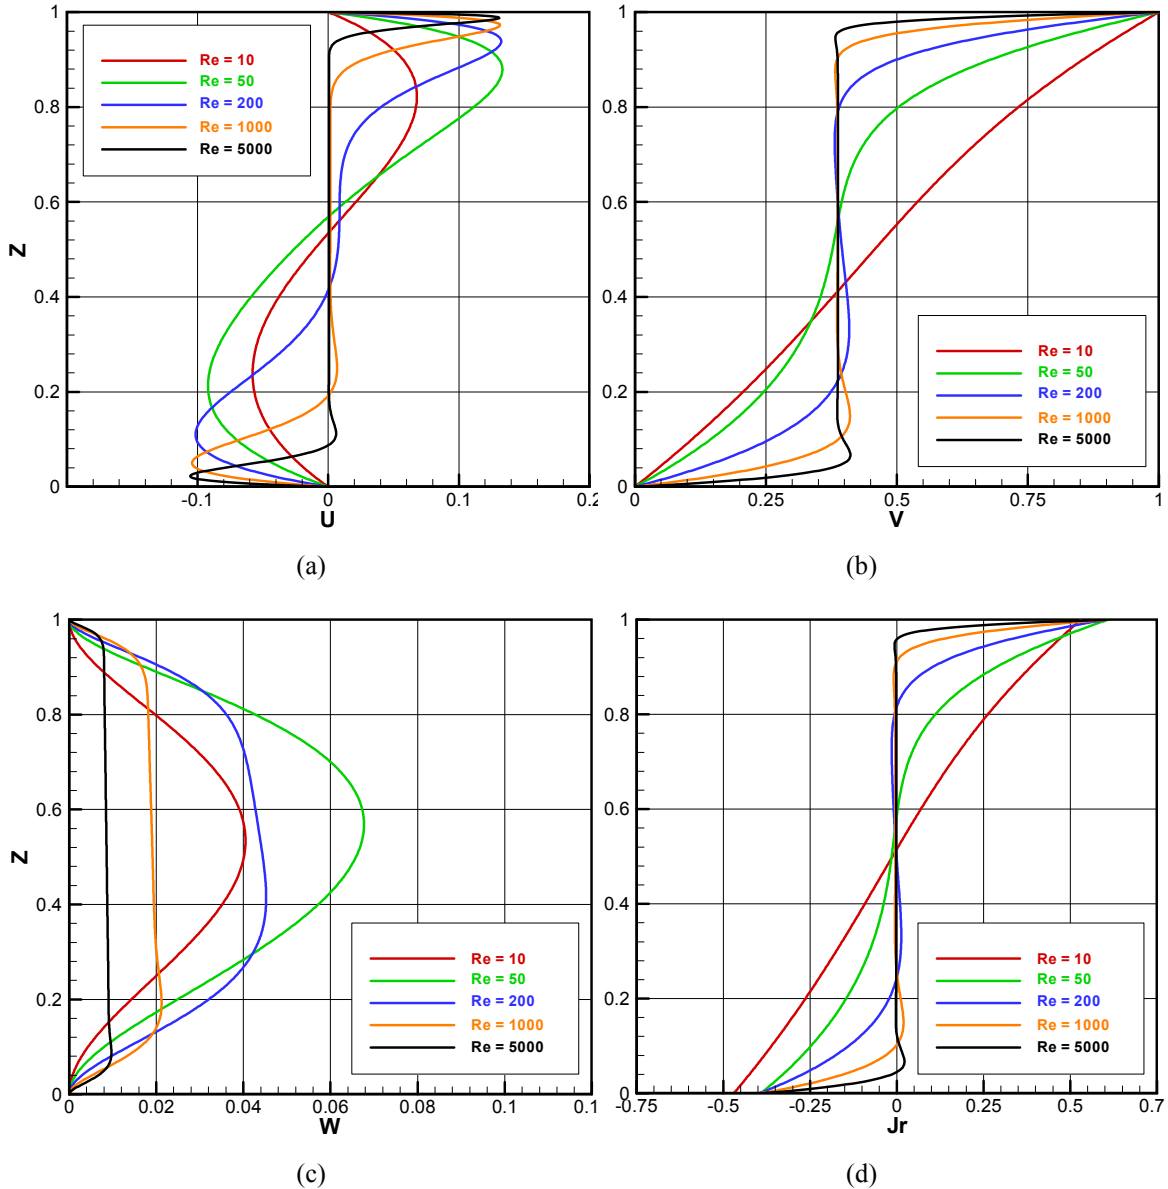 1
0.8
0.6
0.4
0.2
0
Z
-0.1
0
0.1
0.2
U
Re = 10
Re = 50
Re = 200
Re = 1000
Re = 5000
(a)
1
0.8
0.6
0.4
0.2
0
0
0.25
0.5
0.75
1
V
Re = 10
Re = 50
Re = 200
Re = 1000
Re = 5000
(b)
1
0.8
0.6
0.4
0.2
0
Z
0
0.02
0.04
0.06
0.08
0.1
W
Re = 10
Re = 50
Re = 200
Re = 1000
Re = 5000
(c)
1
0.8
0.6
0.4
0.2
0
-0.75
-0.5
-0.25
0
0.25
0.5
0.7
Jr
Re = 10
Re = 50
Re = 200
Re = 1000
Re = 5000
(d)